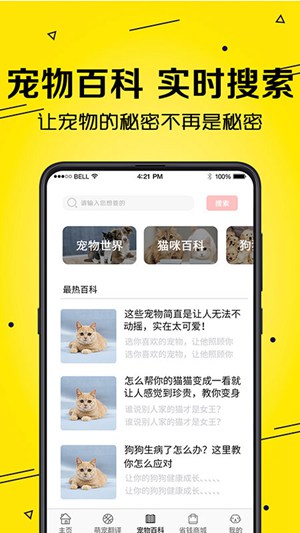 宠物百科 实时搜索
让宠物的秘密不再是秘密
BELL 4:21 PM 100%
请输入您想要的 搜索
宠物世界 猫咪百科 狗狗
最热百科
这些宠物简直是让人无法不
动摇，实在太可爱！
选你喜欢的宠物，让他照顾你
选你喜欢的宠物，让他照顾你
怎么帮你的猫猫变成一看就
让人感觉到珍贵，教你变身
谁说别人家的猫才是女王？
谁说别人家的猫才是女王？
狗狗生病了怎么办？这里教
你怎么应对
让你的狗狗健康成长。。。。。
让你的狗狗健康成长。。。。。
主页 萌宠翻译 宠物百科 省钱商城 我的